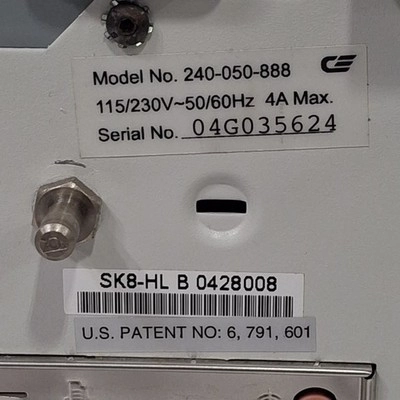 Model No. 240-050-888
115/230V~50/60Hz 4A Max.
Serial No. 04G035624
SK8-HL B 0428008
U.S. PATENT NO: 6, 791, 601